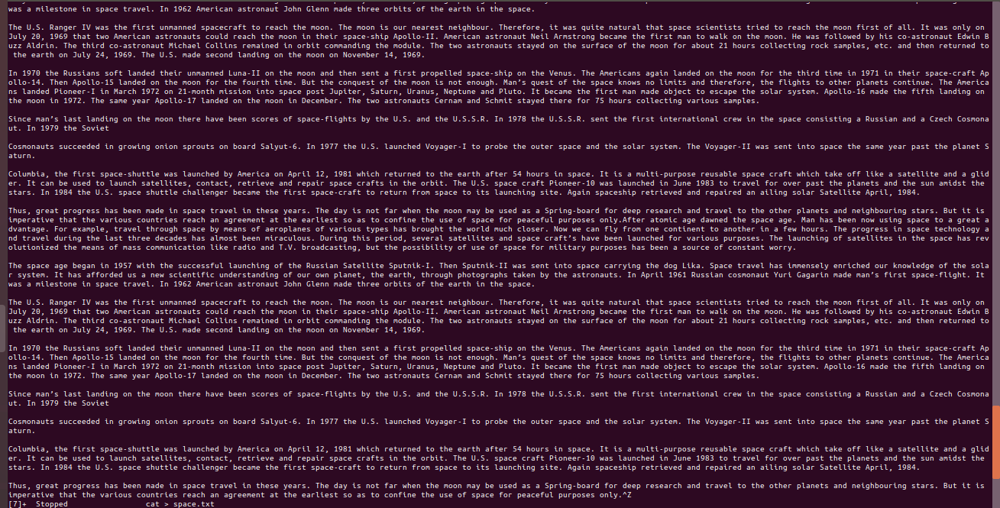 was a milestone in space travel. In 1962 American astronaut John Glenn made three orbits of the earth in the space.
The U.S. Ranger IV was the first unmanned spacecraft to reach the moon. The moon is our nearest neighbour. Therefore, it was quite natural that space scientists tried to reach the moon first of all. It was only on
July 20, 1969 that two American astronauts could reach the moon in their space-ship Apollo-II. American astronaut Neil Armstrong became the first man to walk on the moon. He was followed by his co-astronaut Edwin B
uzz Aldrin. The third co-astronaut Michael Collins remained in orbit commanding the module. The two astronauts stayed on the surface of the moon for about 21 hours collecting rock samples, etc. and then returned to
the earth on July 24, 1969. The U.S. made second landing on the moon on November 14, 1969.
In 1970 the Russians soft landed their unmanned Luna-II on the moon and then sent a first propelled space-ship on the Venus. The Americans again landed on the moon for the third time in 1971 in their space-craft Ap
ollo-14. Then Apollo-15 landed on the moon for the fourth time. But the conquest of the moon is not enough. Man's quest of the space knows no limits and therefore, the flights to other planets continue. The America
ns landed Pioneer-I in March 1972 on 21-month mission into space post Jupiter, Saturn, Uranus, Neptune and Pluto. It became the first man made object to escape the solar system. Apollo-16 made the fifth landing on
the moon in 1972. The same year Apollo-17 landed on the moon in December. The two astronauts Cernam and Schmit stayed there for 75 hours collecting various samples.
Since man's last landing on the moon there have been scores of space-flights by the U.S. and the U.S.S.R. In 1978 the U.S.S.R. sent the first international crew in the space consisting a Russian and a Czech Cosmona
ut. In 1979 the Soviet
Cosmonauts succeeded in growing onion sprouts on board Salyut-6. In 1977 the U.S. launched Voyager-I to probe the outer space and the solar system. The Voyager-II was sent into space the same year past the planet S
aturn.
Columbia, the first space-shuttle was launched by America on April 12, 1981 which returned to the earth after 54 hours in space. It is a multi-purpose reusable space craft which take off like a satellite and a glid
er. It can be used to launch satellites, contact, retrieve and repair space crafts in the orbit. The U.S. space craft Pioneer-10 was launched in June 1983 to travel for over past the planets and the sun amidst the
stars. In 1984 the U.S. space shuttle challenger became the first space-craft to return from space to its launching site. Again spaceship retrieved and repaired an ailing solar Satellite April, 1984.
Thus, great progress has been made in space travel in these years. The day is not far when the moon may be used as a Spring-board for deep research and travel to the other planets and neighbouring stars. But it is
imperative that the various countries reach an agreement at the earliest so as to confine the use of space for peaceful purposes only.After atomic age dawned the space age. Man has been now using space to a great a
dvantage. For example, travel through space by means of aeroplanes of various types has brought the world much closer. Now we can fly from one continent to another in a few hours. The progress in space technology a
nd travel during the last three decades has almost been miraculous. During this period, several satellites and space craft's have been launched for various purposes. The launching of satellites in the space has rev
olutionized the means of mass communication like radio and T.V. broadcasting, but the possibility of use of space for military purposes has been a source of constant worry.
The space age began in 1957 with the successful launching of the Russian Satellite Sputnik-I. Then Sputnik-II was sent into space carrying the dog Lika. Space travel has immensely enriched our knowledge of the sola
r system. It has afforded us a new scientific understanding of our own planet, the earth, through photographs taken by the astronauts. In April 1961 Russian cosmonaut Yuri Gagarin made man's first space-flight. It
was a milestone in space travel. In 1962 American astronaut John Glenn made three orbits of the earth in the space.
The U.S. Ranger IV was the first unmanned spacecraft to reach the moon. The moon is our nearest neighbour. Therefore, it was quite natural that space scientists tried to reach the moon first of all. It was only on
July 20, 1969 that two American astronauts could reach the moon in their space-ship Apollo-II. American astronaut Neil Armstrong became the first man to walk on the moon. He was followed by his co-astronaut Edwin B
uzz Aldrin. The third co-astronaut Michael Collins remained in orbit commanding the module. The two astronauts stayed on the surface of the moon for about 21 hours collecting rock samples, etc. and then returned to
the earth on July 24, 1969. The U.S. made second landing on the moon on November 14, 1969.
In 1970 the Russians soft landed their unmanned Luna-II on the moon and then sent a first propelled space-ship on the Venus. The Americans again landed on the moon for the third time in 1971 in their space-craft Ap
ollo-14. Then Apollo-15 landed on the moon for the fourth time. But the conquest of the moon is not enough. Man's quest of the space knows no limits and therefore, the flights to other planets continue. The America
ns landed Pioneer-I in March 1972 on 21-month mission into space post Jupiter, Saturn, Uranus, Neptune and Pluto. It became the first man made object to escape the solar system. Apollo-16 made the fifth landing on
the moon in 1972. The same year Apollo-17 landed on the moon in December. The two astronauts Cernam and Schmit stayed there for 75 hours collecting various samples.
Since man's last landing on the moon there have been scores of space-flights by the U.S. and the U.S.S.R. In 1978 the U.S.S.R. sent the first international crew in the space consisting a Russian and a Czech Cosmona
ut. In 1979 the Soviet
Cosmonauts succeeded in growing onion sprouts on board Salyut-6. In 1977 the U.S. launched Voyager-I to probe the outer space and the solar system. The Voyager-II was sent into space the same year past the planet S
aturn.
Columbia, the first space-shuttle was launched by America on April 12, 1981 which returned to the earth after 54 hours in space. It is a multi-purpose reusable space craft which take off like a satellite and a glid
er. It can be used to launch satellites, contact, retrieve and repair space crafts in the orbit. The U.S. space craft Pioneer-10 was launched in June 1983 to travel for over past the planets and the sun amidst the
stars. In 1984 the U.S. space shuttle challenger became the first space-craft to return from space to its launching site. Again spaceship retrieved and repaired an ailing solar Satellite April, 1984.
Thus, great progress has been made in space travel in these years. The day is not far when the moon may be used as a Spring-board for deep research and travel to the other planets and neighbouring stars. But it is
imperative that the various countries reach an agreement at the earliest so as to confine the use of space for peaceful purposes only.^Z
[7]+  Stopped                 cat > space.txt